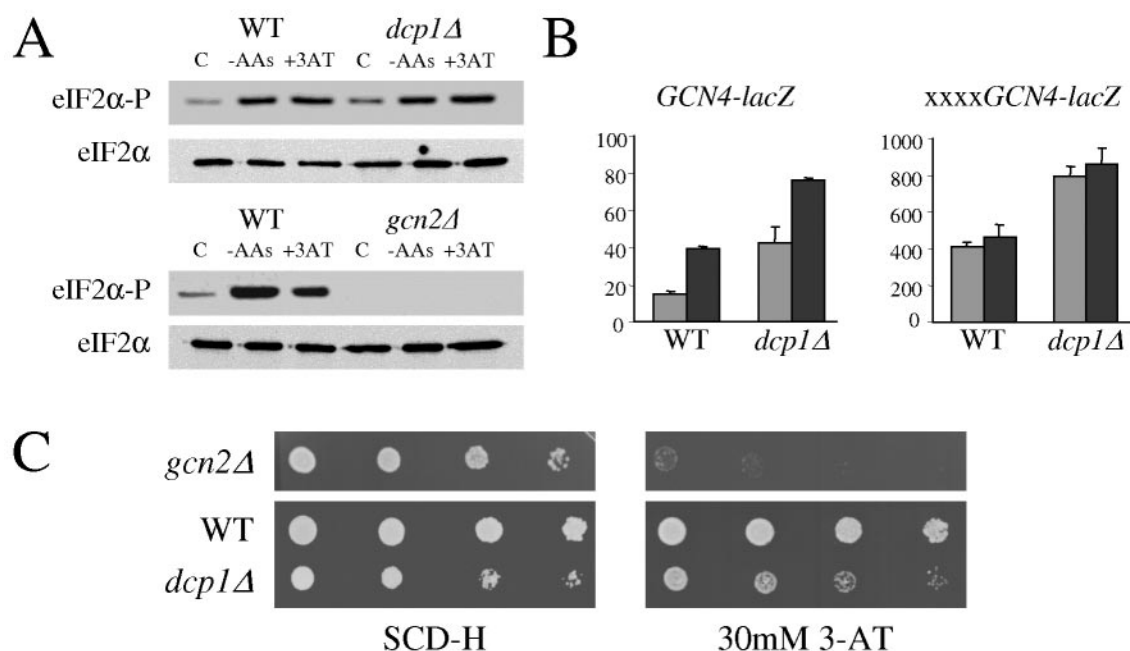 A
WT dcp1Δ
C -AAs +3AT C -AAs +3AT
eIF2α-P
eIF2α
WT gcn2Δ
C -AAs +3AT C -AAs +3AT
eIF2α-P
eIF2α
B
GCN4-lacZ
80
60
40
20
0
WT dcp1Δ
xxxxGCN4-lacZ
1000
800
600
400
200
0
WT dcp1Δ
C
gcn2Δ
WT
dcp1Δ
SCD-H 30mM 3-AT